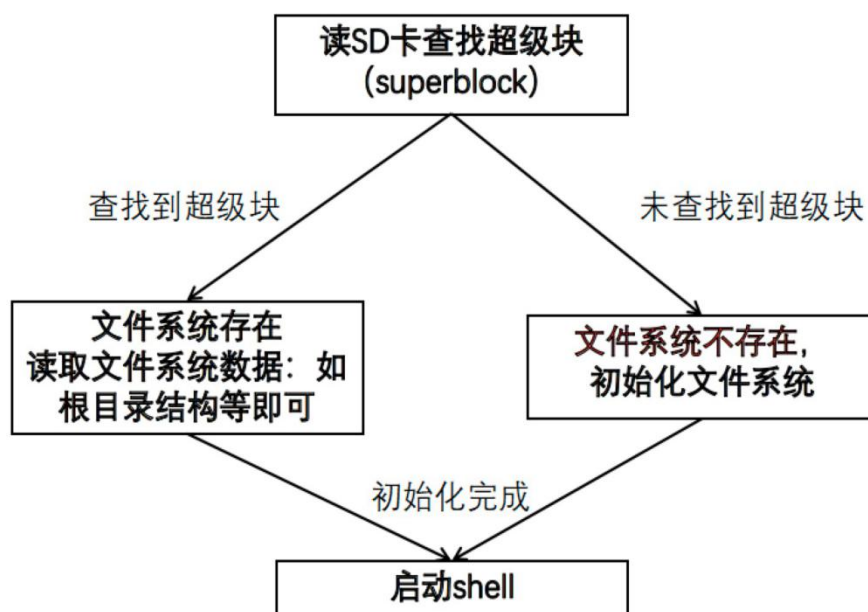 读SD卡查找超级块
（superblock）
查找到超级块
未查找到超级块
文件系统存在
读取文件系统数据：如
根目录结构等即可
文件系统不存在，
初始化文件系统
初始化完成
启动shell